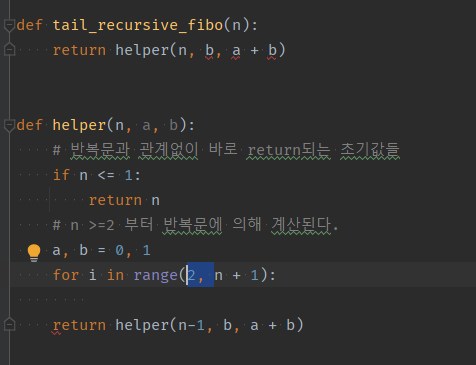 def tail_recursive_fibo(n):
return helper(n, b, a + b)
def helper(n, a, b):
# 반복문과 관계없이 바로 return되는 초기값들
if n <= 1:
return n
# n >=2 부터 반복문에 의해 계산된다.
a, b = 0, 1
for i in range(2, n + 1):
return helper(n-1, b, a + b)